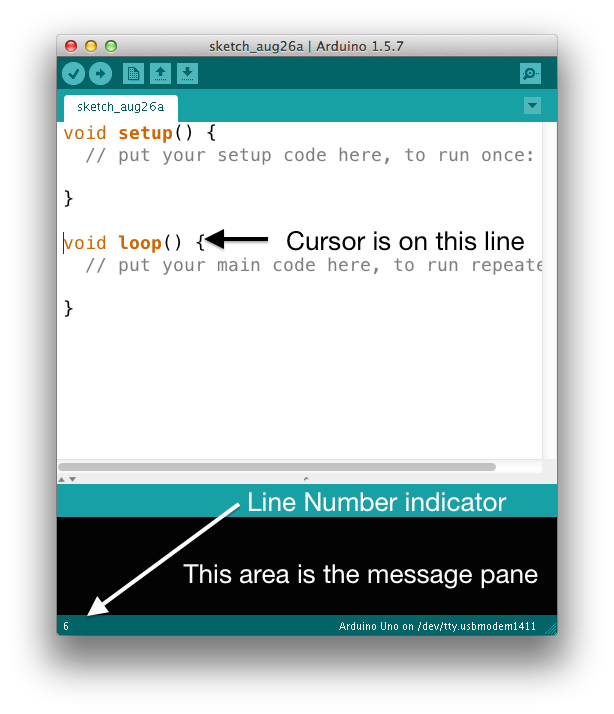 sketch_aug26a | Arduino 1.5.7
sketch_aug26a
void setup() {
  // put your setup code here, to run once:

}

void loop() {
Cursor is on this line
  // put your main code here, to run repeate
}
Line Number indicator
This area is the message pane
6
Arduino Uno on /dev/tty.usbmodem1411